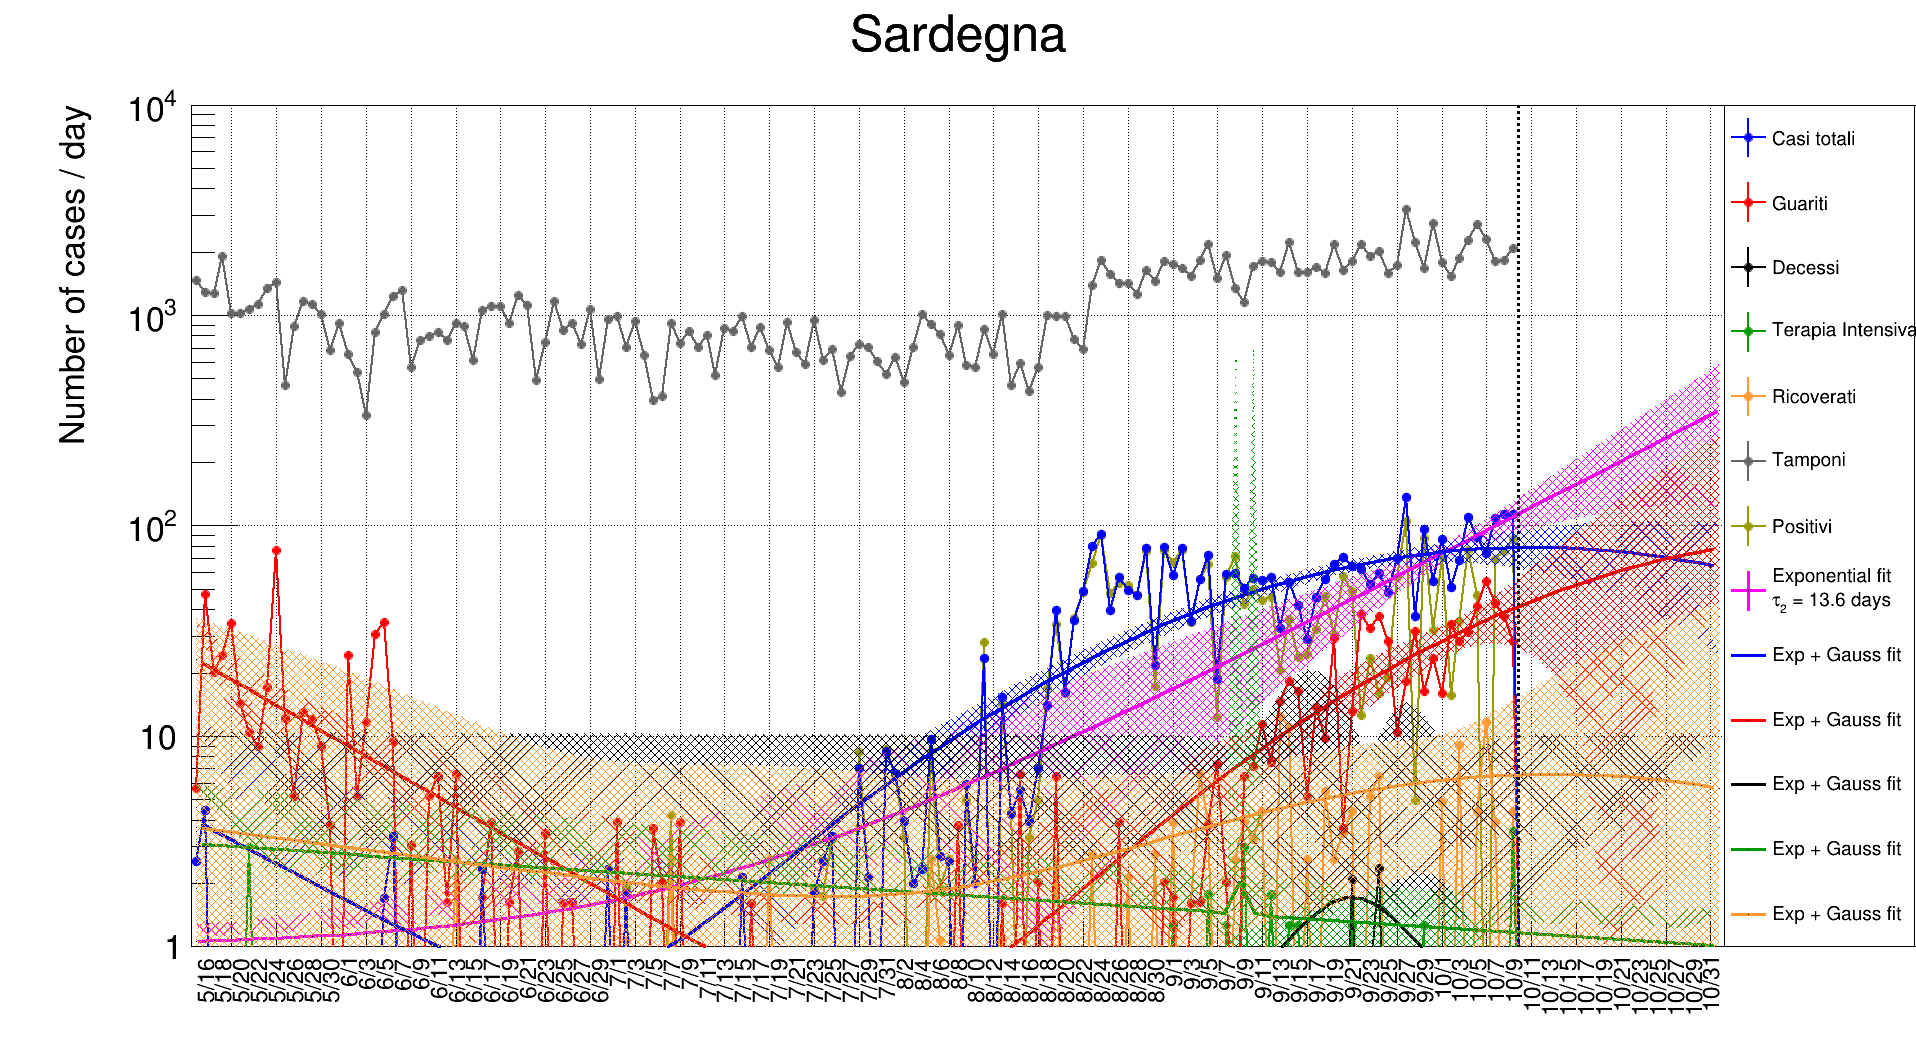 Sardegna
Number of cases / day
10^4
10^3
10^2
10
1
5/16 5/18 5/20 5/22 5/24 5/26 5/28 5/30 6/1 6/3 6/5 6/7 6/9 6/11 6/13 6/15 6/17 6/19 6/21 6/23 6/25 6/27 6/29 7/1 7/3 7/5 7/7 7/9 7/11 7/13 7/15 7/17 7/19 7/21 7/23 7/25 7/27 7/29 7/31 8/2 8/4 8/6 8/8 8/10 8/12 8/14 8/16 8/18 8/20 8/22 8/24 8/26 8/28 8/30 9/1 9/3 9/5 9/7 9/9 9/11 9/13 9/15 9/17 9/19 9/21 9/23 9/25 9/27 9/29 10/1 10/3 10/5 10/7 10/9 10/11 10/13 10/15 10/17 10/19 10/21 10/23 10/25 10/27 10/29 10/31
Casi totali
Guariti
Decessi
Terapia Intensiva
Ricoverati
Tamponi
Positivi
Exponential fit
τ₂ = 13.6 days
Exp + Gauss fit
Exp + Gauss fit
Exp + Gauss fit
Exp + Gauss fit
Exp + Gauss fit